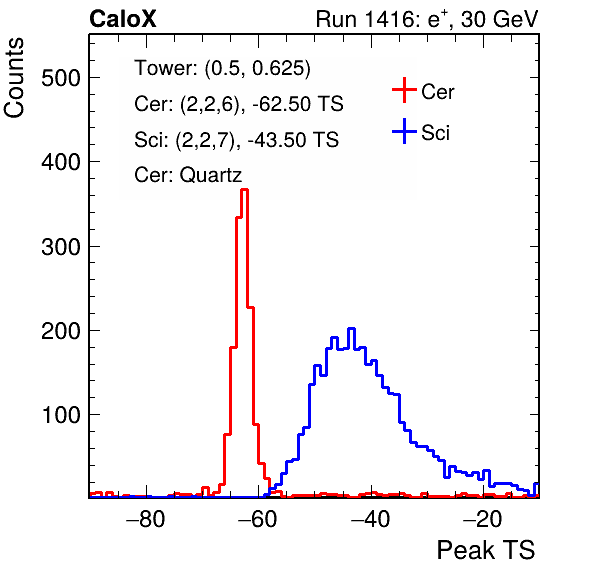 CaloX Run 1416: e⁺, 30 GeV
Counts
Tower: (0.5, 0.625)
Cer: (2,2,6), -62.50 TS
Sci: (2,2,7), -43.50 TS
Cer: Quartz
Cer
Sci
500
400
300
200
100
−80 −60 −40 −20
Peak TS